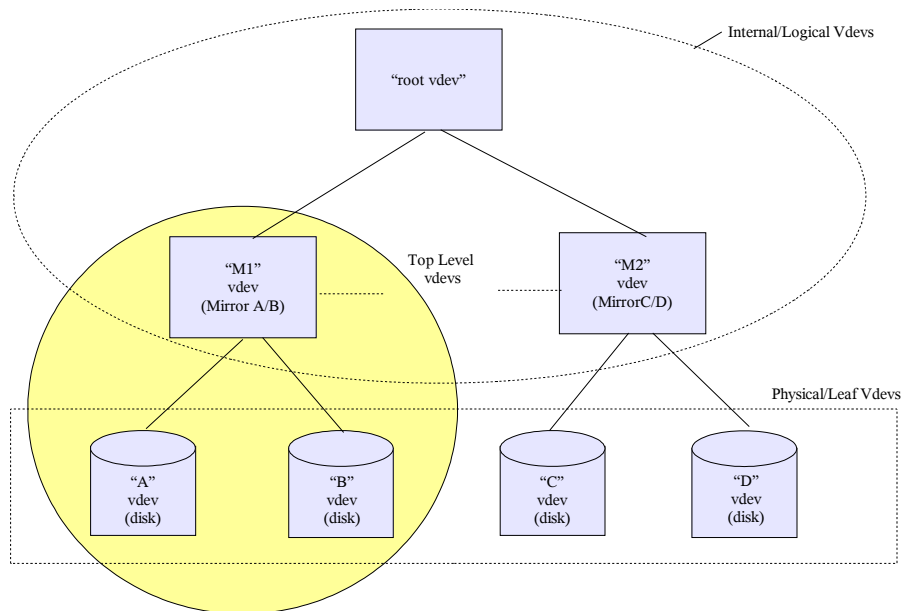 Internal/Logical Vdevs
“root vdev”
“M1”
vdev
(Mirror A/B)
Top Level
vdevs
“M2”
vdev
(MirrorC/D)
Physical/Leaf Vdevs
“A”
vdev
(disk)
“B”
vdev
(disk)
“C”
vdev
(disk)
“D”
vdev
(disk)